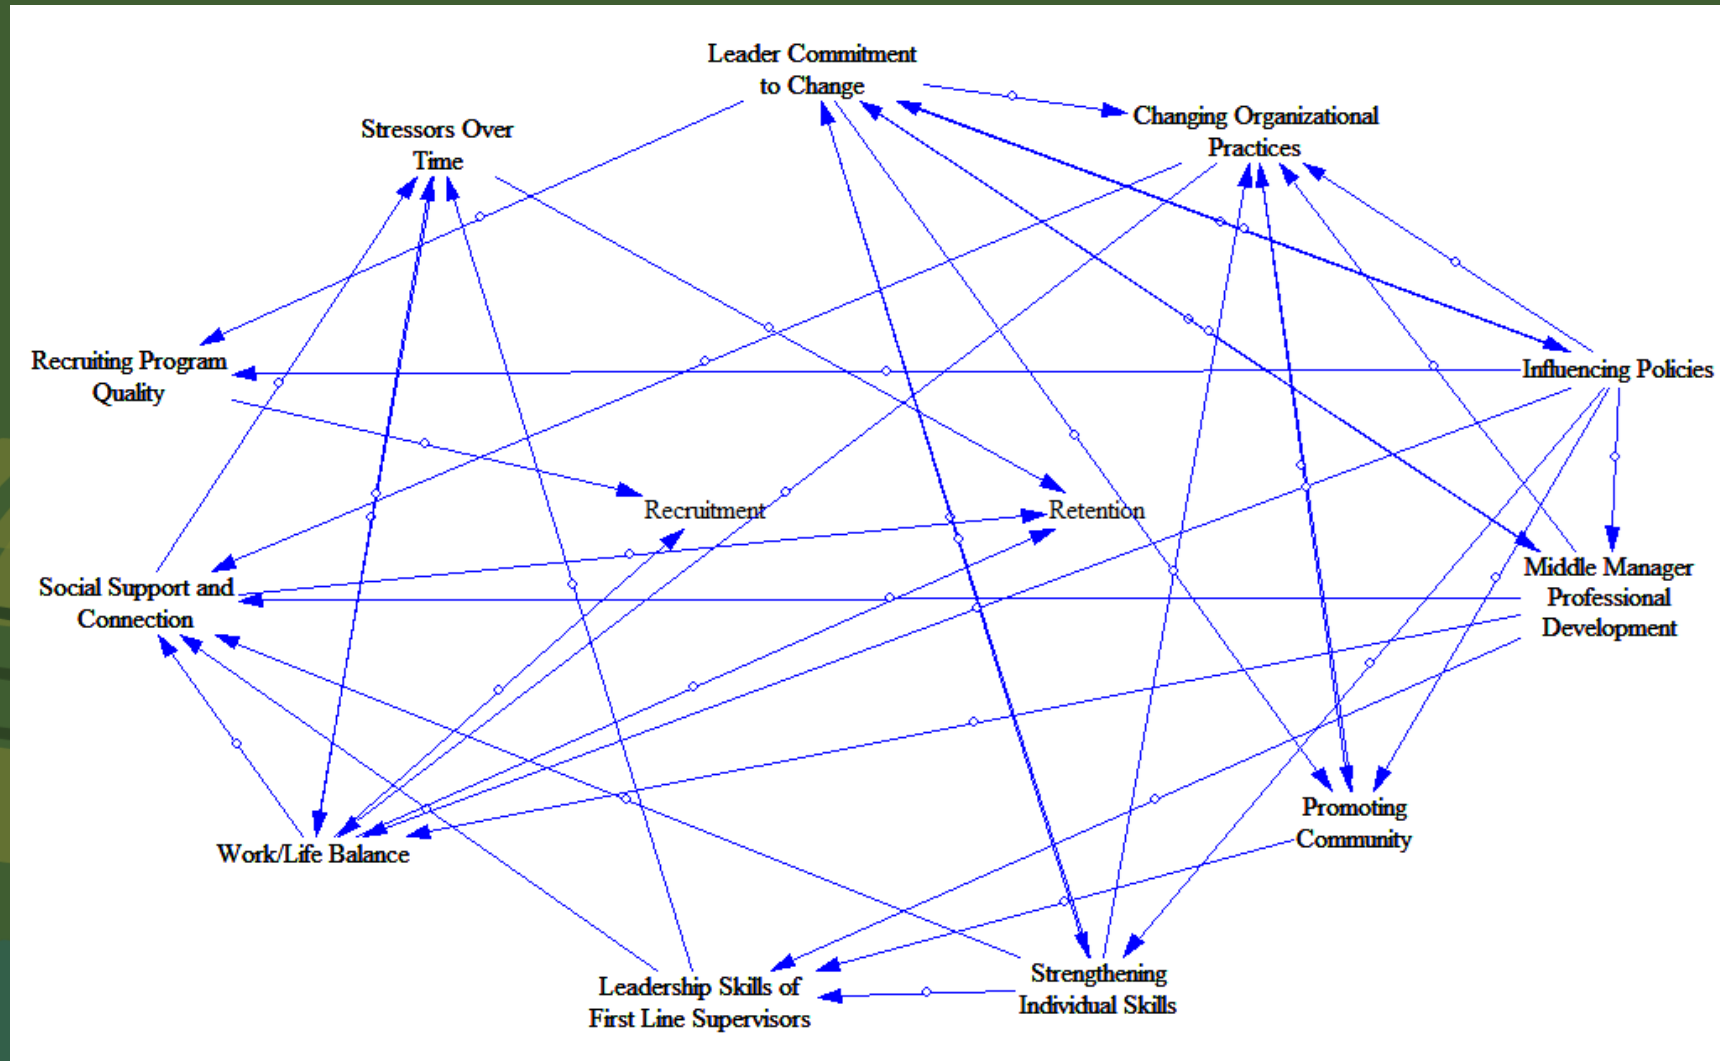 Leader Commitment
to Change
Changing Organizational
Practices
Stressors Over
Time
Recruiting Program
Quality
Influencing Policies
Recruitment
Retention
Social Support and
Connection
Middle Manager
Professional
Development
Promoting
Community
Work/Life Balance
Strengthening
Individual Skills
Leadership Skills of
First Line Supervisors